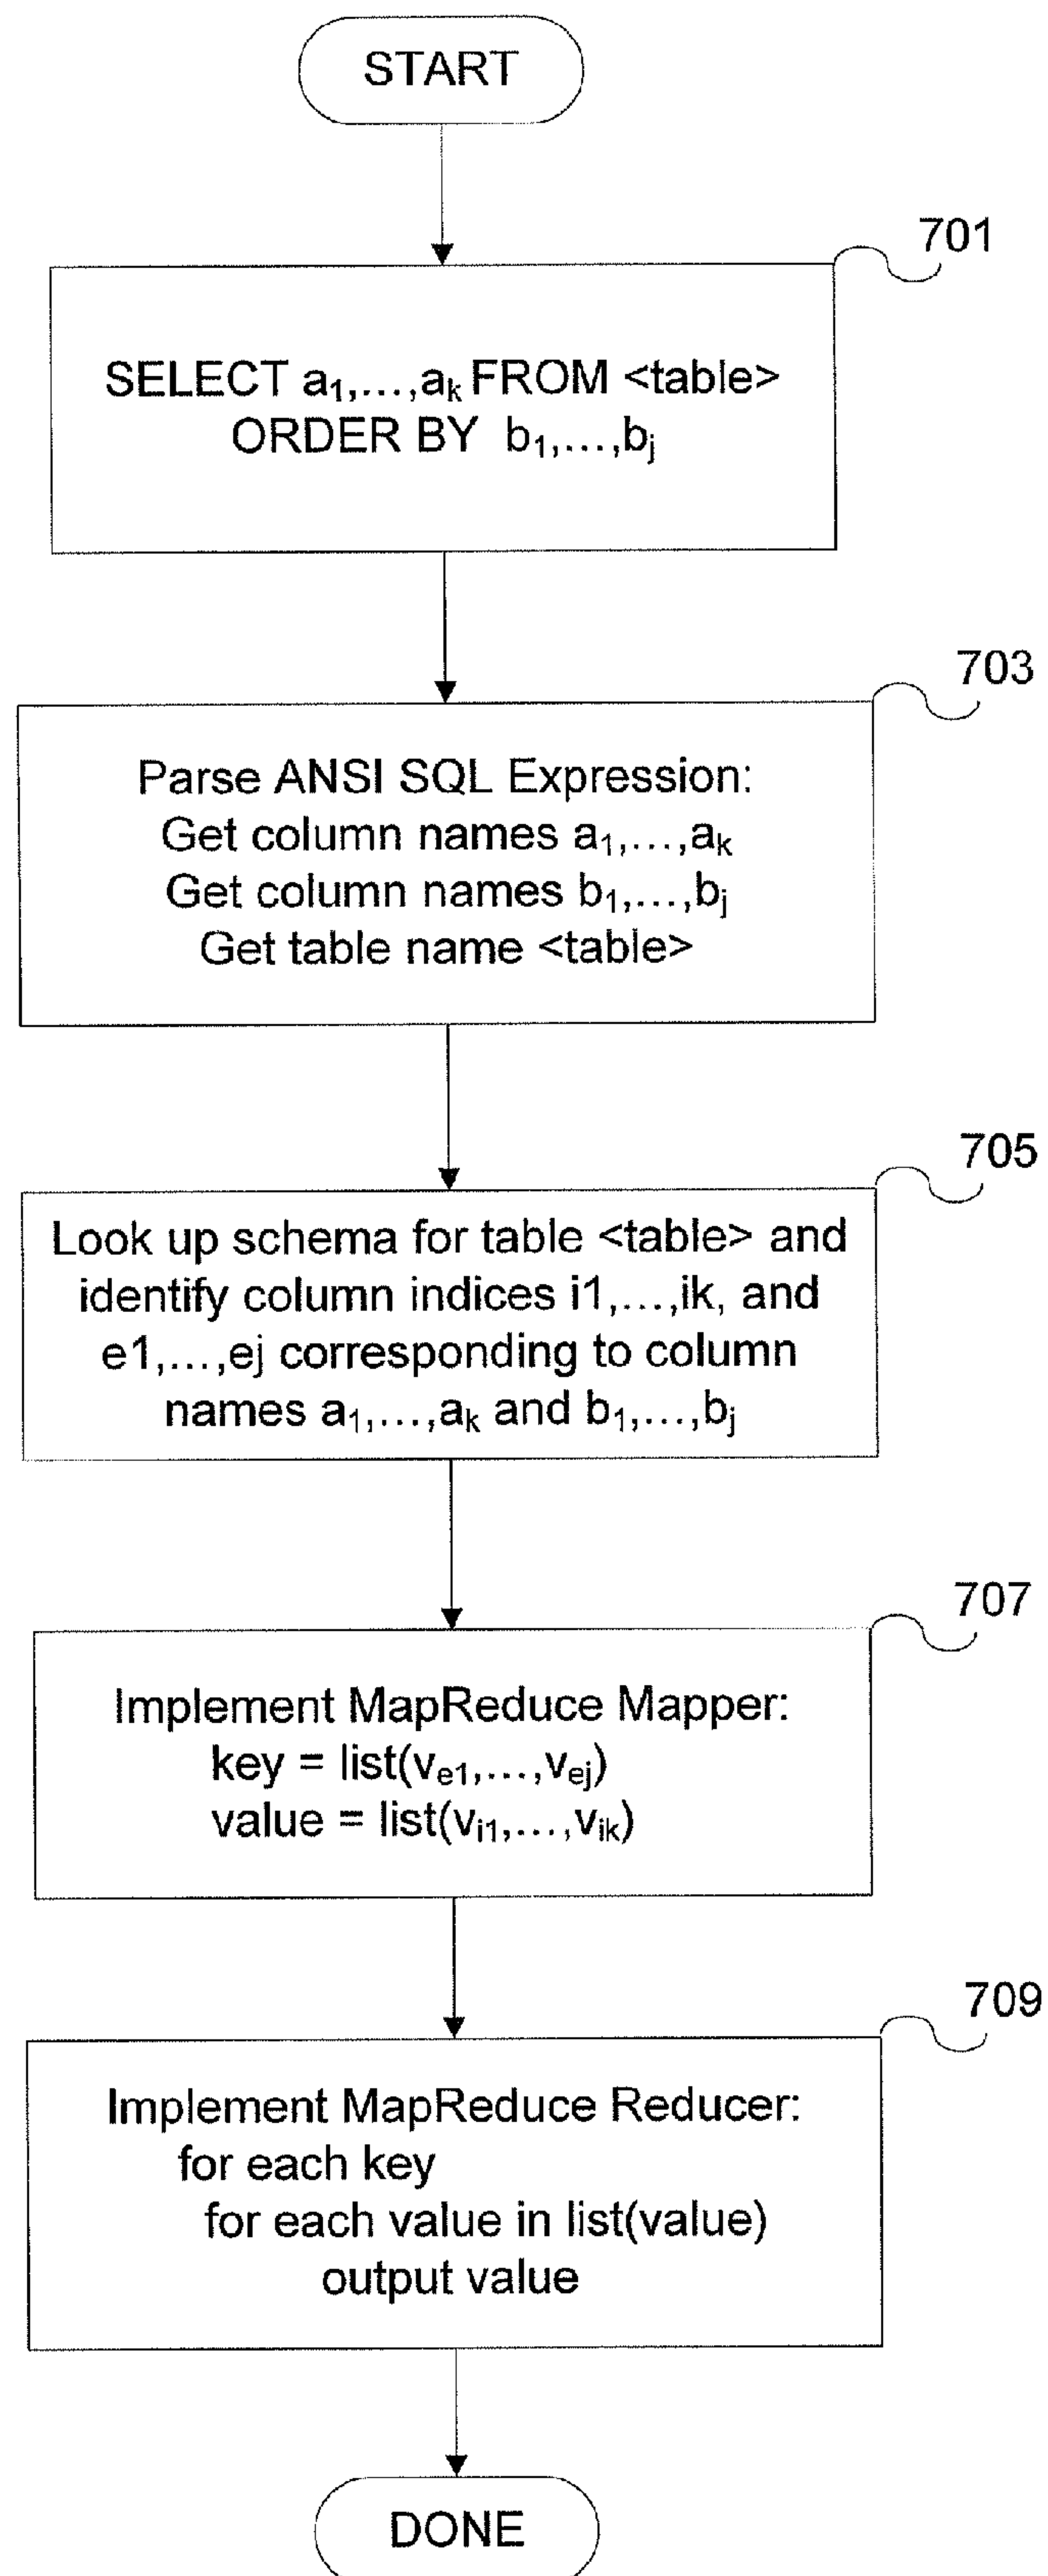 START
701
SELECT a₁,...,aₖ FROM <table>
ORDER BY b₁,...,bⱼ
703
Parse ANSI SQL Expression:
Get column names a₁,...,aₖ
Get column names b₁,...,bⱼ
Get table name <table>
705
Look up schema for table <table> and
identify column indices i1,...,ik, and
e1,...,ej corresponding to column
names a₁,...,aₖ and b₁,...,bⱼ
707
Implement MapReduce Mapper:
key = list(vₑ₁,...,vₑⱼ)
value = list(vᵢ₁,...,vᵢₖ)
709
Implement MapReduce Reducer:
for each key
for each value in list(value)
output value
DONE